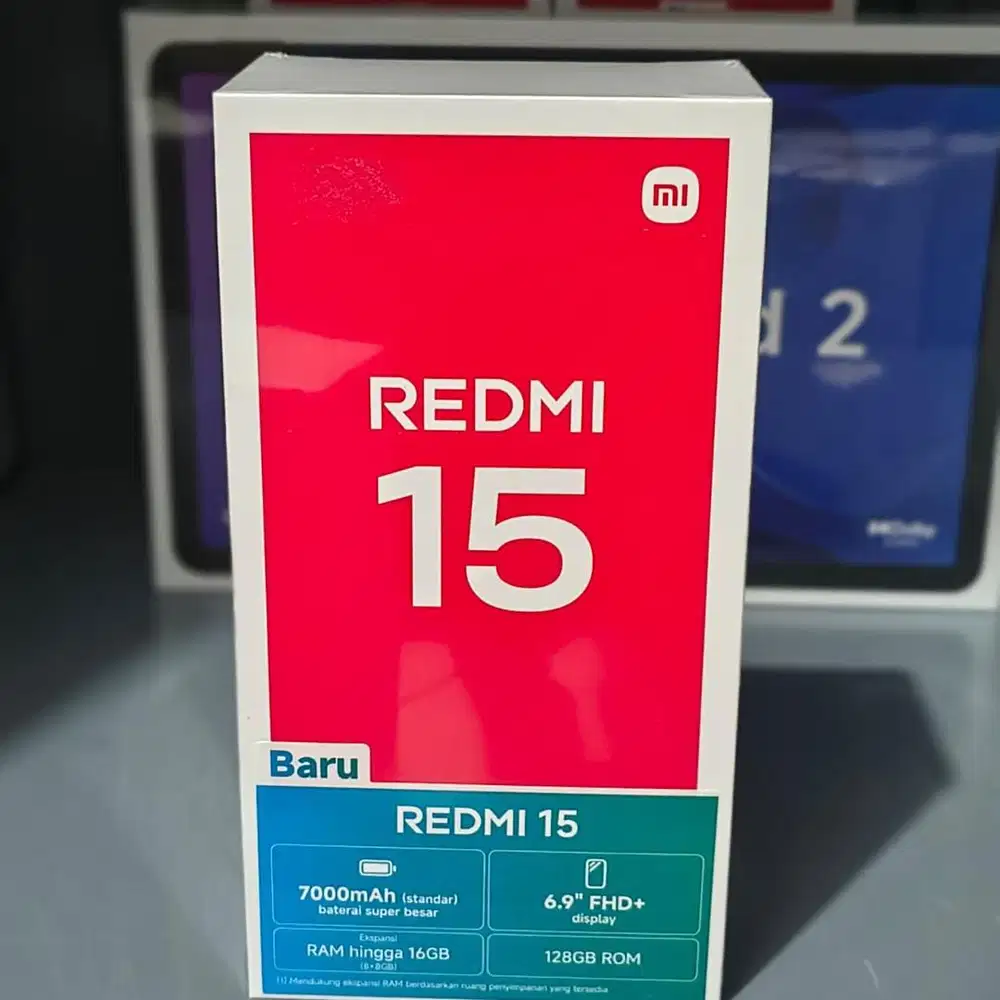 mi
REDMI
15
d 2
Baru
REDMI 15
7000mAh (standar)
baterai super besar
6.9" FHD+
display
Ekspansi
RAM hingga 16GB
(8+8GB)
128GB ROM
(1) Mendukung ekspansi RAM berdasarkan ruang penyimpanan yang tersedia